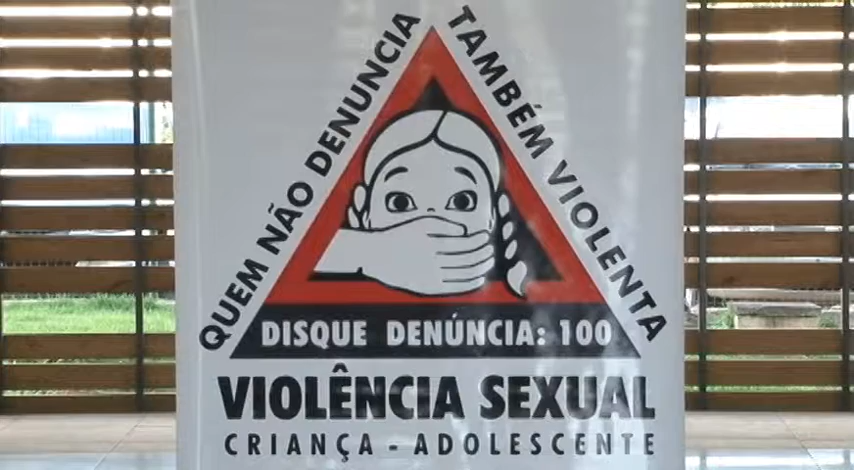 QUEM NÃO DENUNCIA
TAMBÉM VIOLENTA
DISQUE DENÚNCIA: 100
VIOLÊNCIA SEXUAL
CRIANÇA - ADOLESCENTE